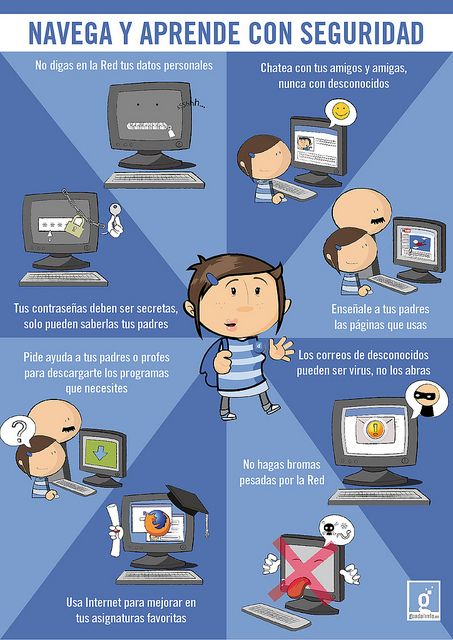 NAVEGA Y APRENDE CON SEGURIDAD
No digas en la Red tus datos personales
Chatea con tus amigos y amigas,
nunca con desconocidos
sssshh...
Tus contraseñas deben ser secretas,
solo pueden saberlas tus padres
Enseñale a tus padres
las páginas que usas
Pide ayuda a tus padres o profes
para descargarte los programas
que necesites
?
Los correos de desconocidos
pueden ser virus, no los abras
!
No hagas bromas
pesadas por la Red
Usa Internet para mejorar en
tus asignaturas favoritas
g
guadalinfo.es